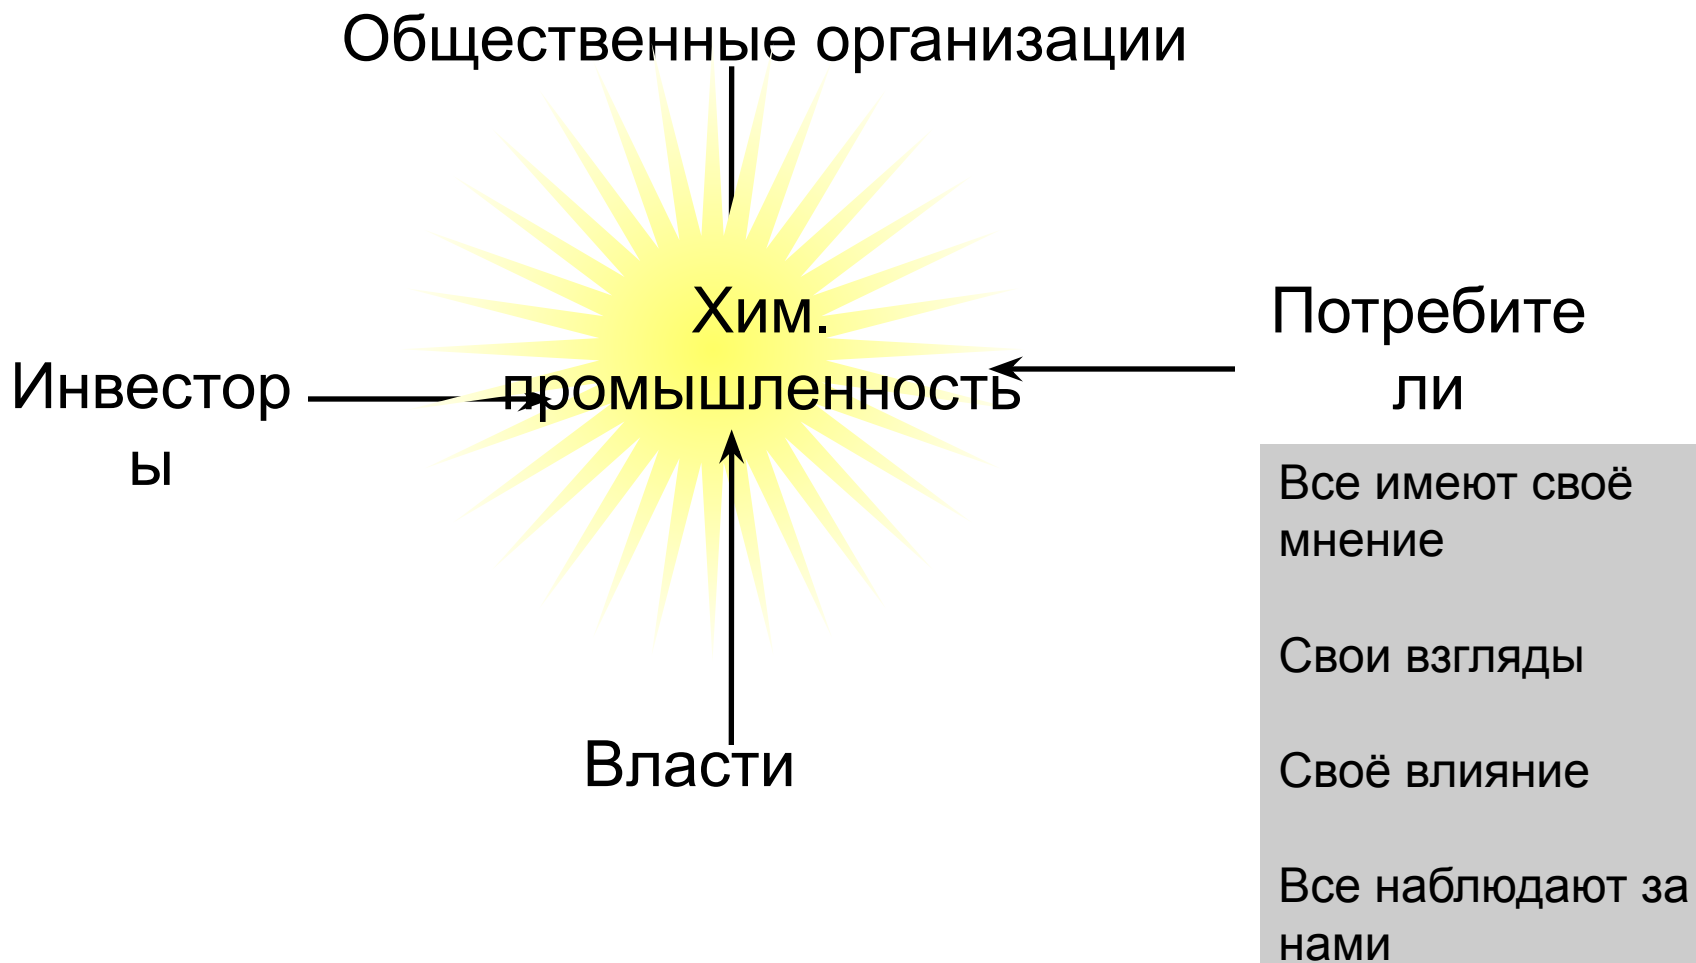 Общественные организации
Хим.
промышленность
Инвестор
ы
Потребите
ли
Власти
Все имеют своё
мнение
Свои взгляды
Своё влияние
Все наблюдают за
нами